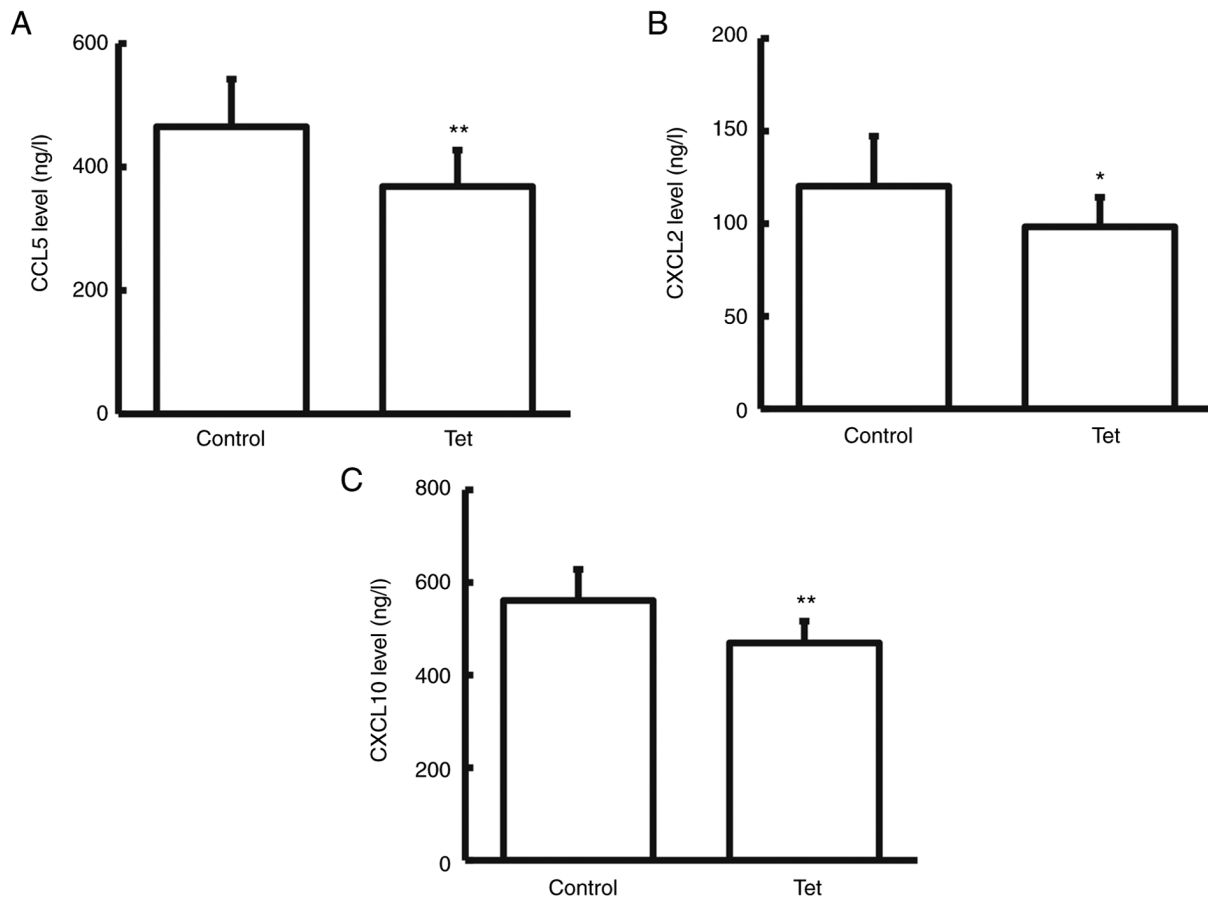 A
CCL5 level (ng/l)
600
400
200
0
**
Control
Tet
B
CXCL2 level (ng/l)
200
150
100
50
0
*
Control
Tet
C
CXCL10 level (ng/l)
800
600
400
200
0
**
Control
Tet